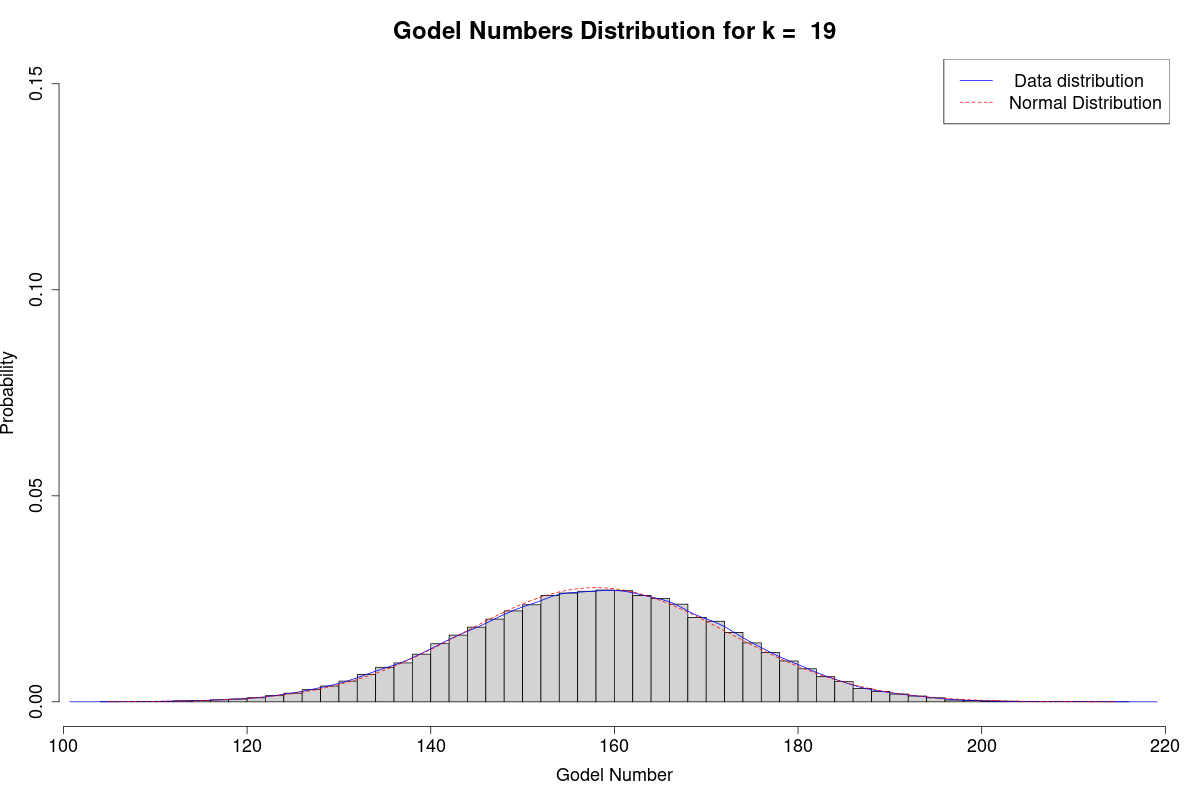 Godel Numbers Distribution for k = 19
Data distribution
Normal Distribution
Probability
0.15
0.10
0.05
0.00
100 120 140 160 180 200 220
Godel Number